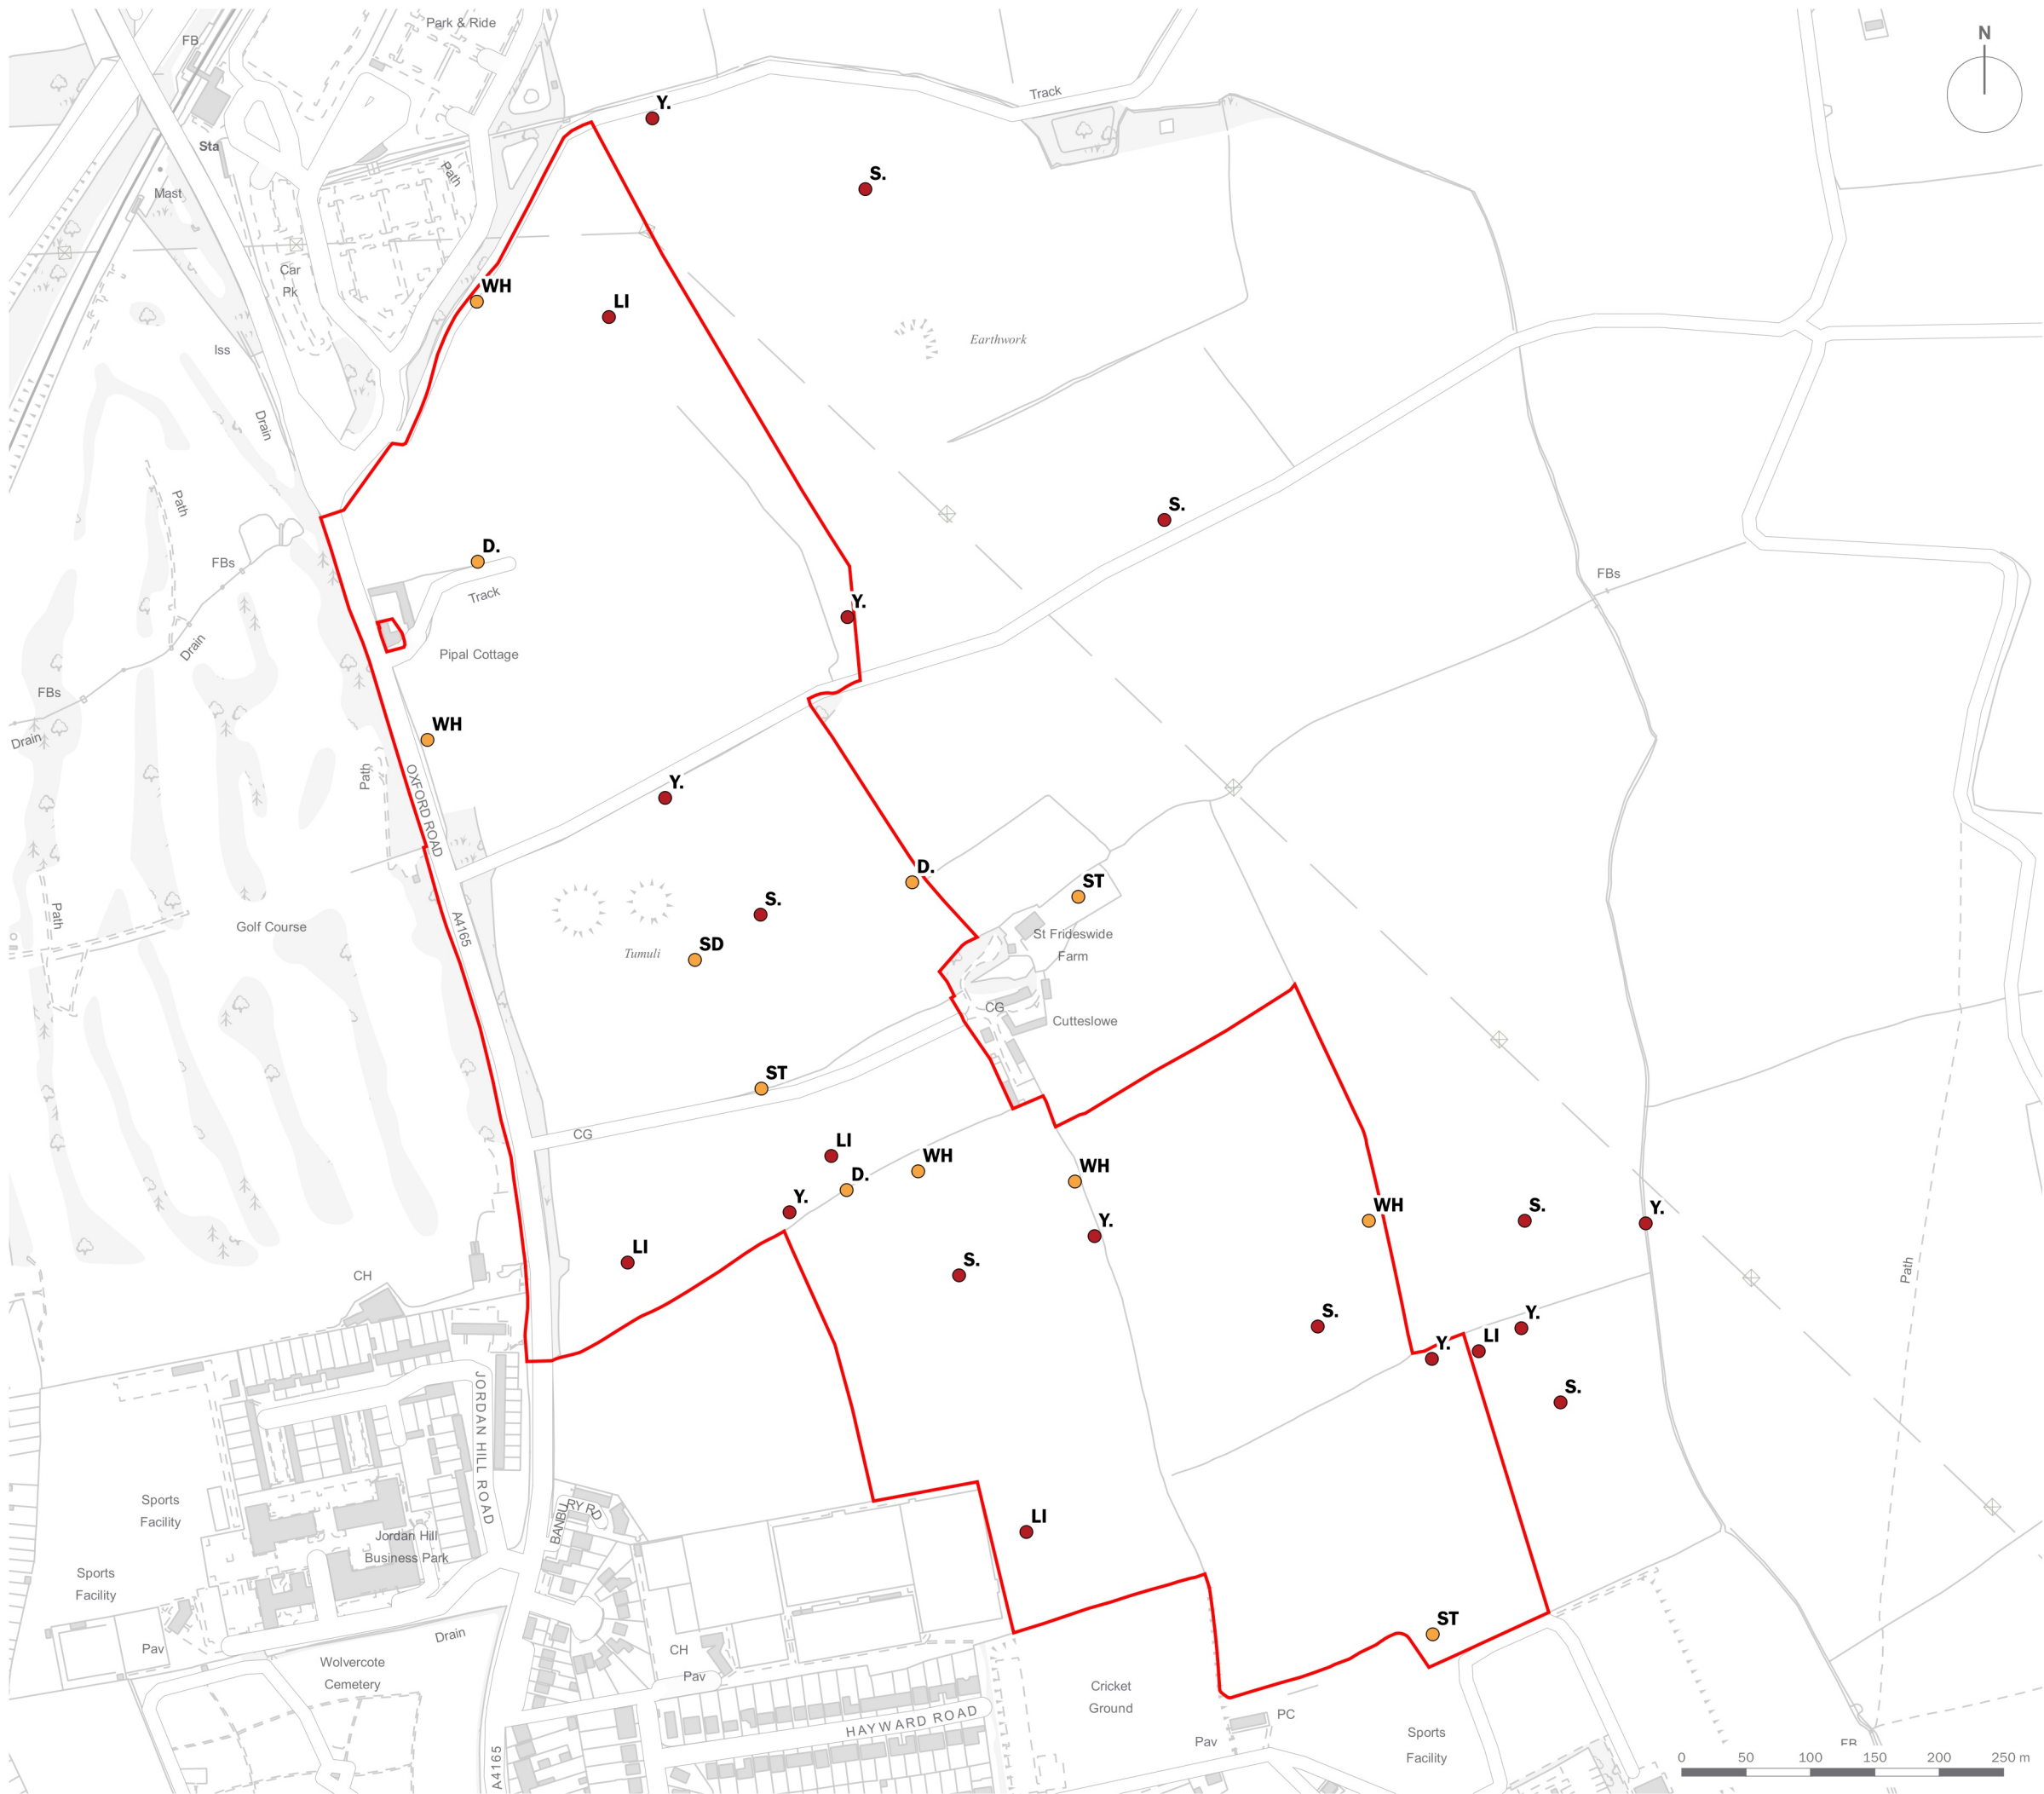 Park & Ride
FB
N
Track
Y.
Sta
S.
Path
Mast
Car
Pk
WH
LI
Iss
Earthwork
Drain
Path
S.
D.
FBs
FBs
Track
Y.
Drain
Pipal Cottage
FBs
WH
Drain
Path
OXFORD ROAD
Y.
D.
ST
S.
Path
Golf Course
A4165
St Frideswide
Farm
SD
Tumuli
CG
Cutteslowe
ST
CG
LI
WH
D.
WH
Y.
Y.
WH
S.
Y.
LI
S.
CH
Path
S.
Y.
Y.
LI
S.
JORDAN HILL ROAD
Sports
Facility
BANBURY RD
LI
Jordan Hill
Business Park
Sports
Facility
ST
Drain
Pav
CH
Wolvercote
Cemetery
Pav
Cricket
Ground
HAYWARD ROAD
PC
A4165
Pav
Sports
Facility
FB
0 50 100 150 200 250 m